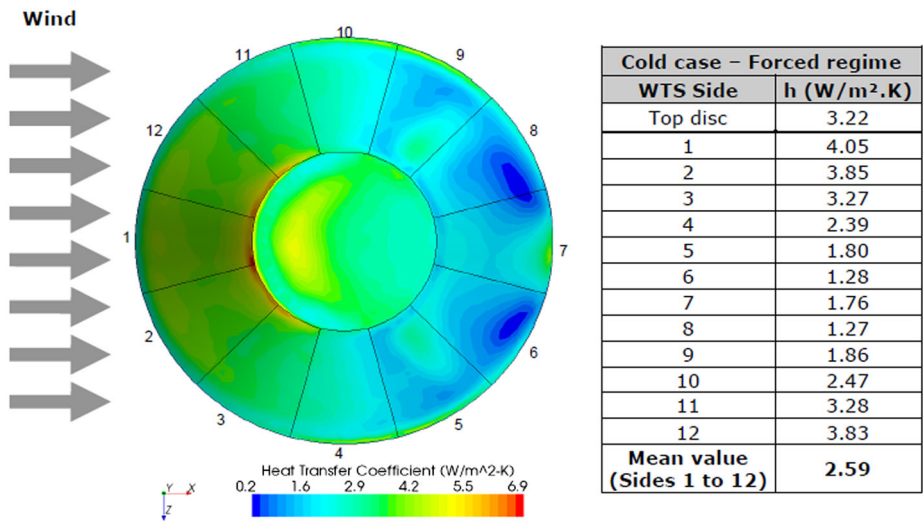 Wind
10
11
9
12
8
1
7
2
6
3
5
4
Heat Transfer Coefficient (W/m^2-K)
0.2 1.6 2.9 4.2 5.5 6.9
Y X
Z
Cold case – Forced regime
WTS Side h (W/m².K)
Top disc 3.22
1 4.05
2 3.85
3 3.27
4 2.39
5 1.80
6 1.28
7 1.76
8 1.27
9 1.86
10 2.47
11 3.28
12 3.83
Mean value
(Sides 1 to 12) 2.59